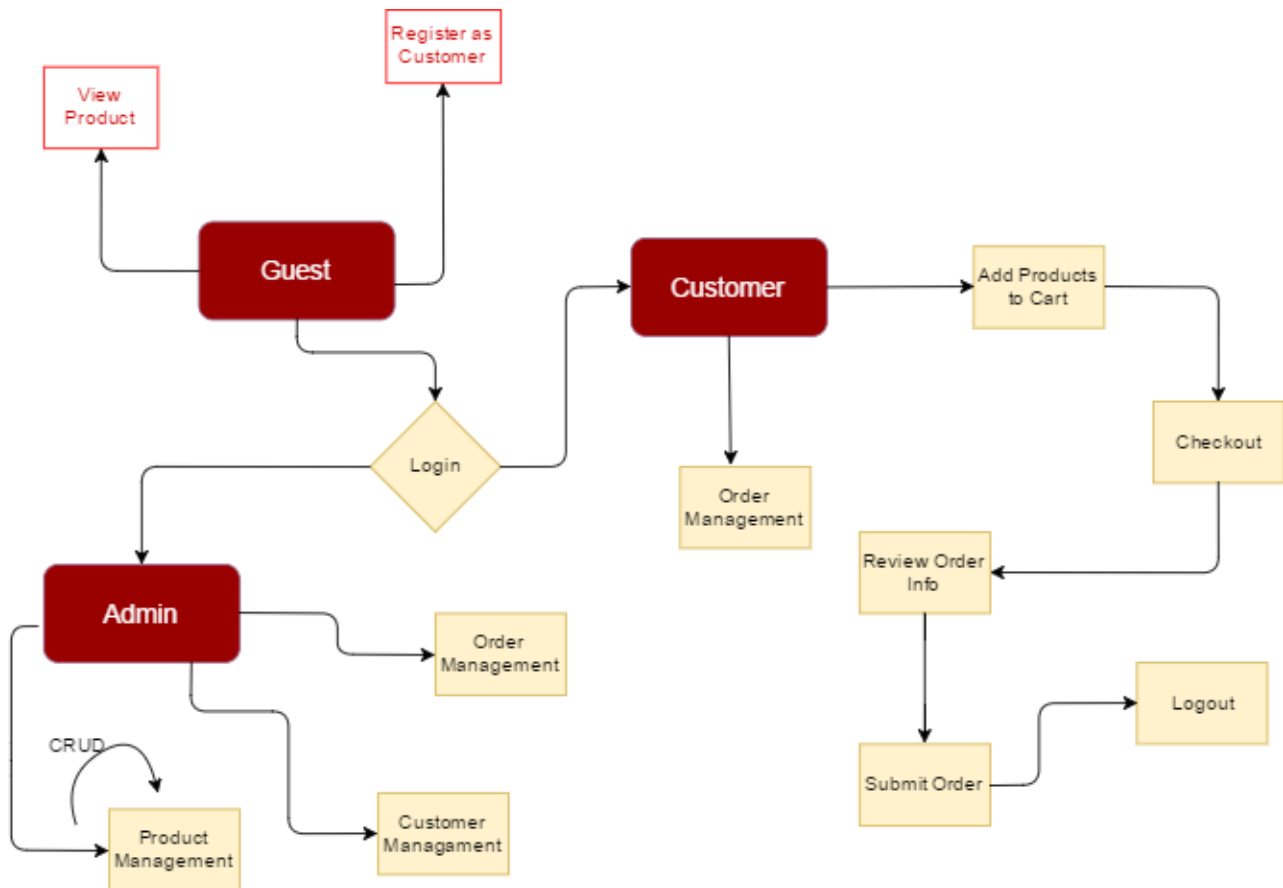 Register as
Customer
View
Product
Guest
Customer
Add Products
to Cart
Login
Checkout
Order
Management
Review Order
Info
Admin
Order
Management
Logout
CRUD
Submit Order
Product
Management
Customer
Managament